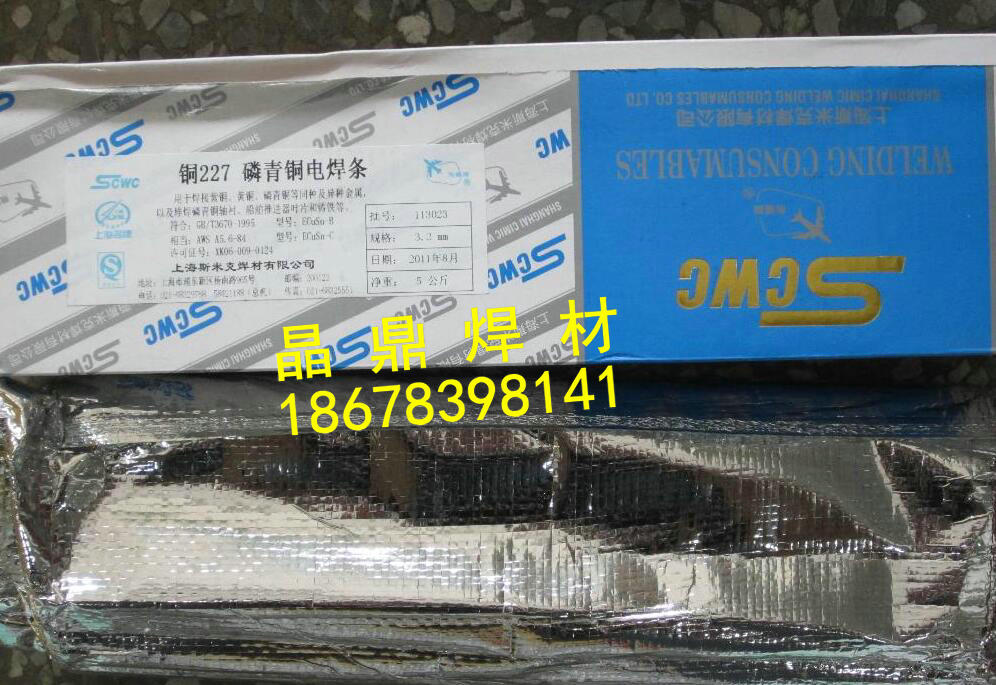 铜227 磷青铜电焊条
SCWC
用于焊接紫铜、黄铜、磷青铜等同种及异种金属,
以及堆焊磷青铜轴衬、船舶推进器叶片和铸铁等。
符合: GB/T3670-1995 型号: ECuSn-B
相当: AWS A5.6-84 型号: ECuSn-C
许可证号: XK06-009-0124
上海斯米克焊材有限公司
批号: 113023
规格: 3.2 mm
日期: 2011年8月
净重: 5 公斤
上海斯米克焊材有限公司
SHANGHAI CIMIC WELDING CONSUMABLES CO. LTD
WELDING CONSUMABLES
SCWC
晶鼎焊材
18678398141